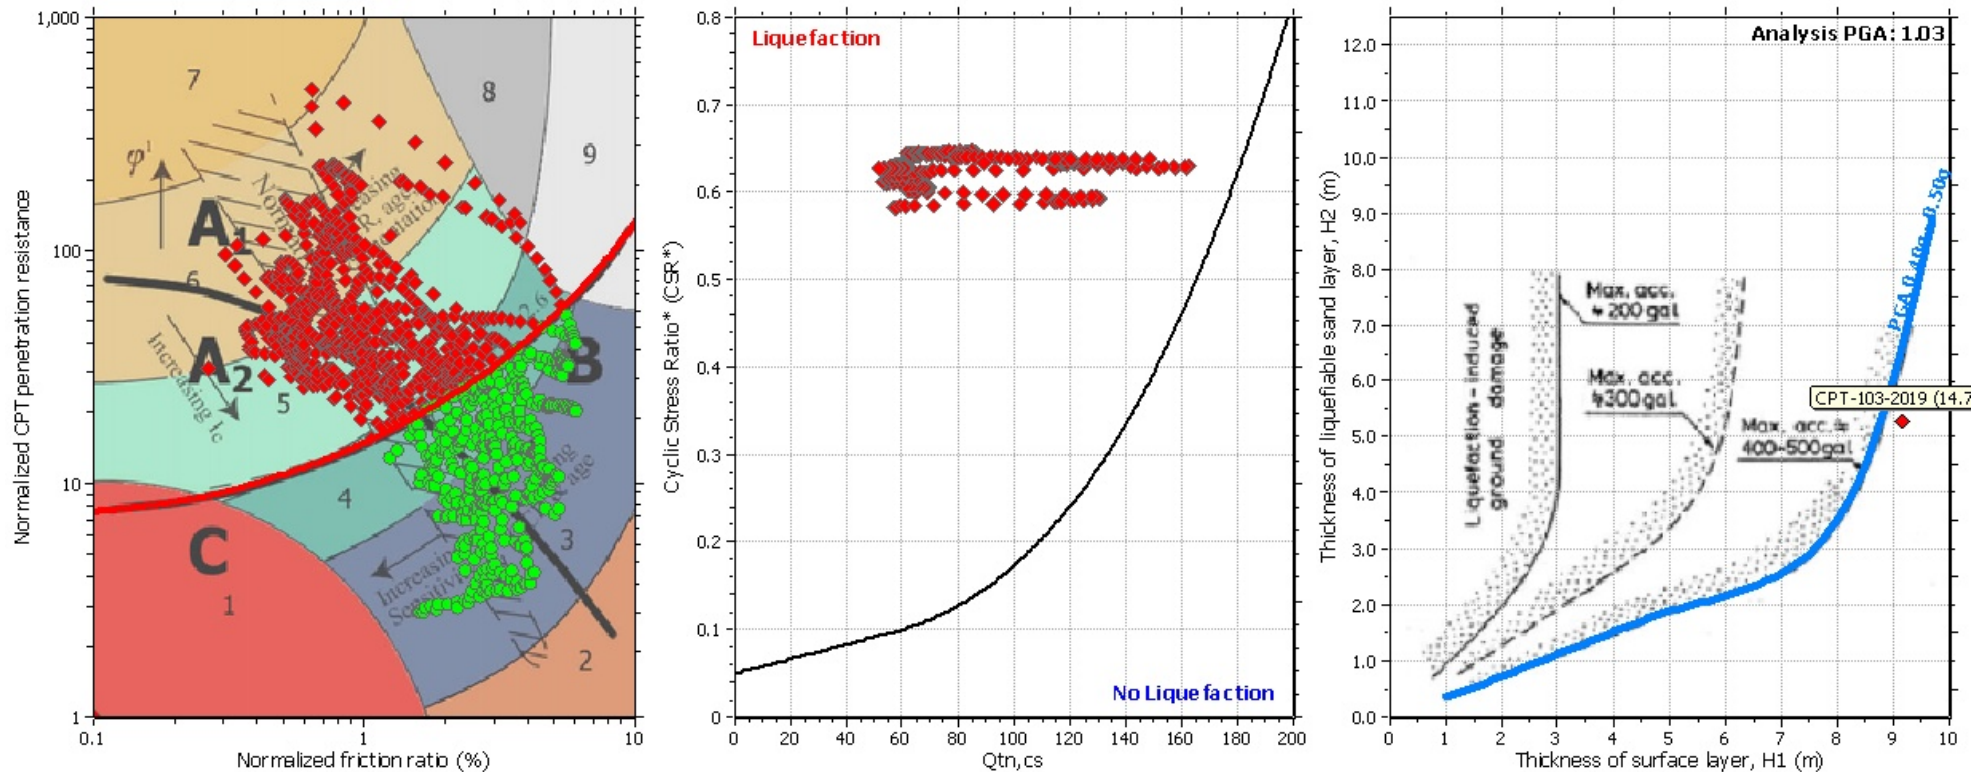 1,000
100
10
1
0.1
1
10
Normalized CPT penetration resistance
Normalized friction ratio (%)
7
8
9
φ'
A1
6
A2
5
B
4
C
3
1
2
Increasing Ic
Increasing
Liquefaction
No Liquefaction
0.8
0.7
0.6
0.5
0.4
0.3
0.2
0.1
0
0
20
40
60
80
100
120
140
160
180
200
Cyclic Stress Ratio* (CSR*)
Qtn,cs
Analysis PGA: 1.03
12.0
11.0
10.0
9.0
8.0
7.0
6.0
5.0
4.0
3.0
2.0
1.0
0.0
0
1
2
3
4
5
6
7
8
9
10
Thickness of liquefiable sand layer, H2 (m)
Thickness of surface layer, H1 (m)
Liquefaction - induced
ground damage
Max. acc.
≒ 200 gal
Max. acc.
≒300 gal
Max. acc. ≒
400~500gal
PGA 0.40g - 0.50g
CPT-103-2019 (14.7